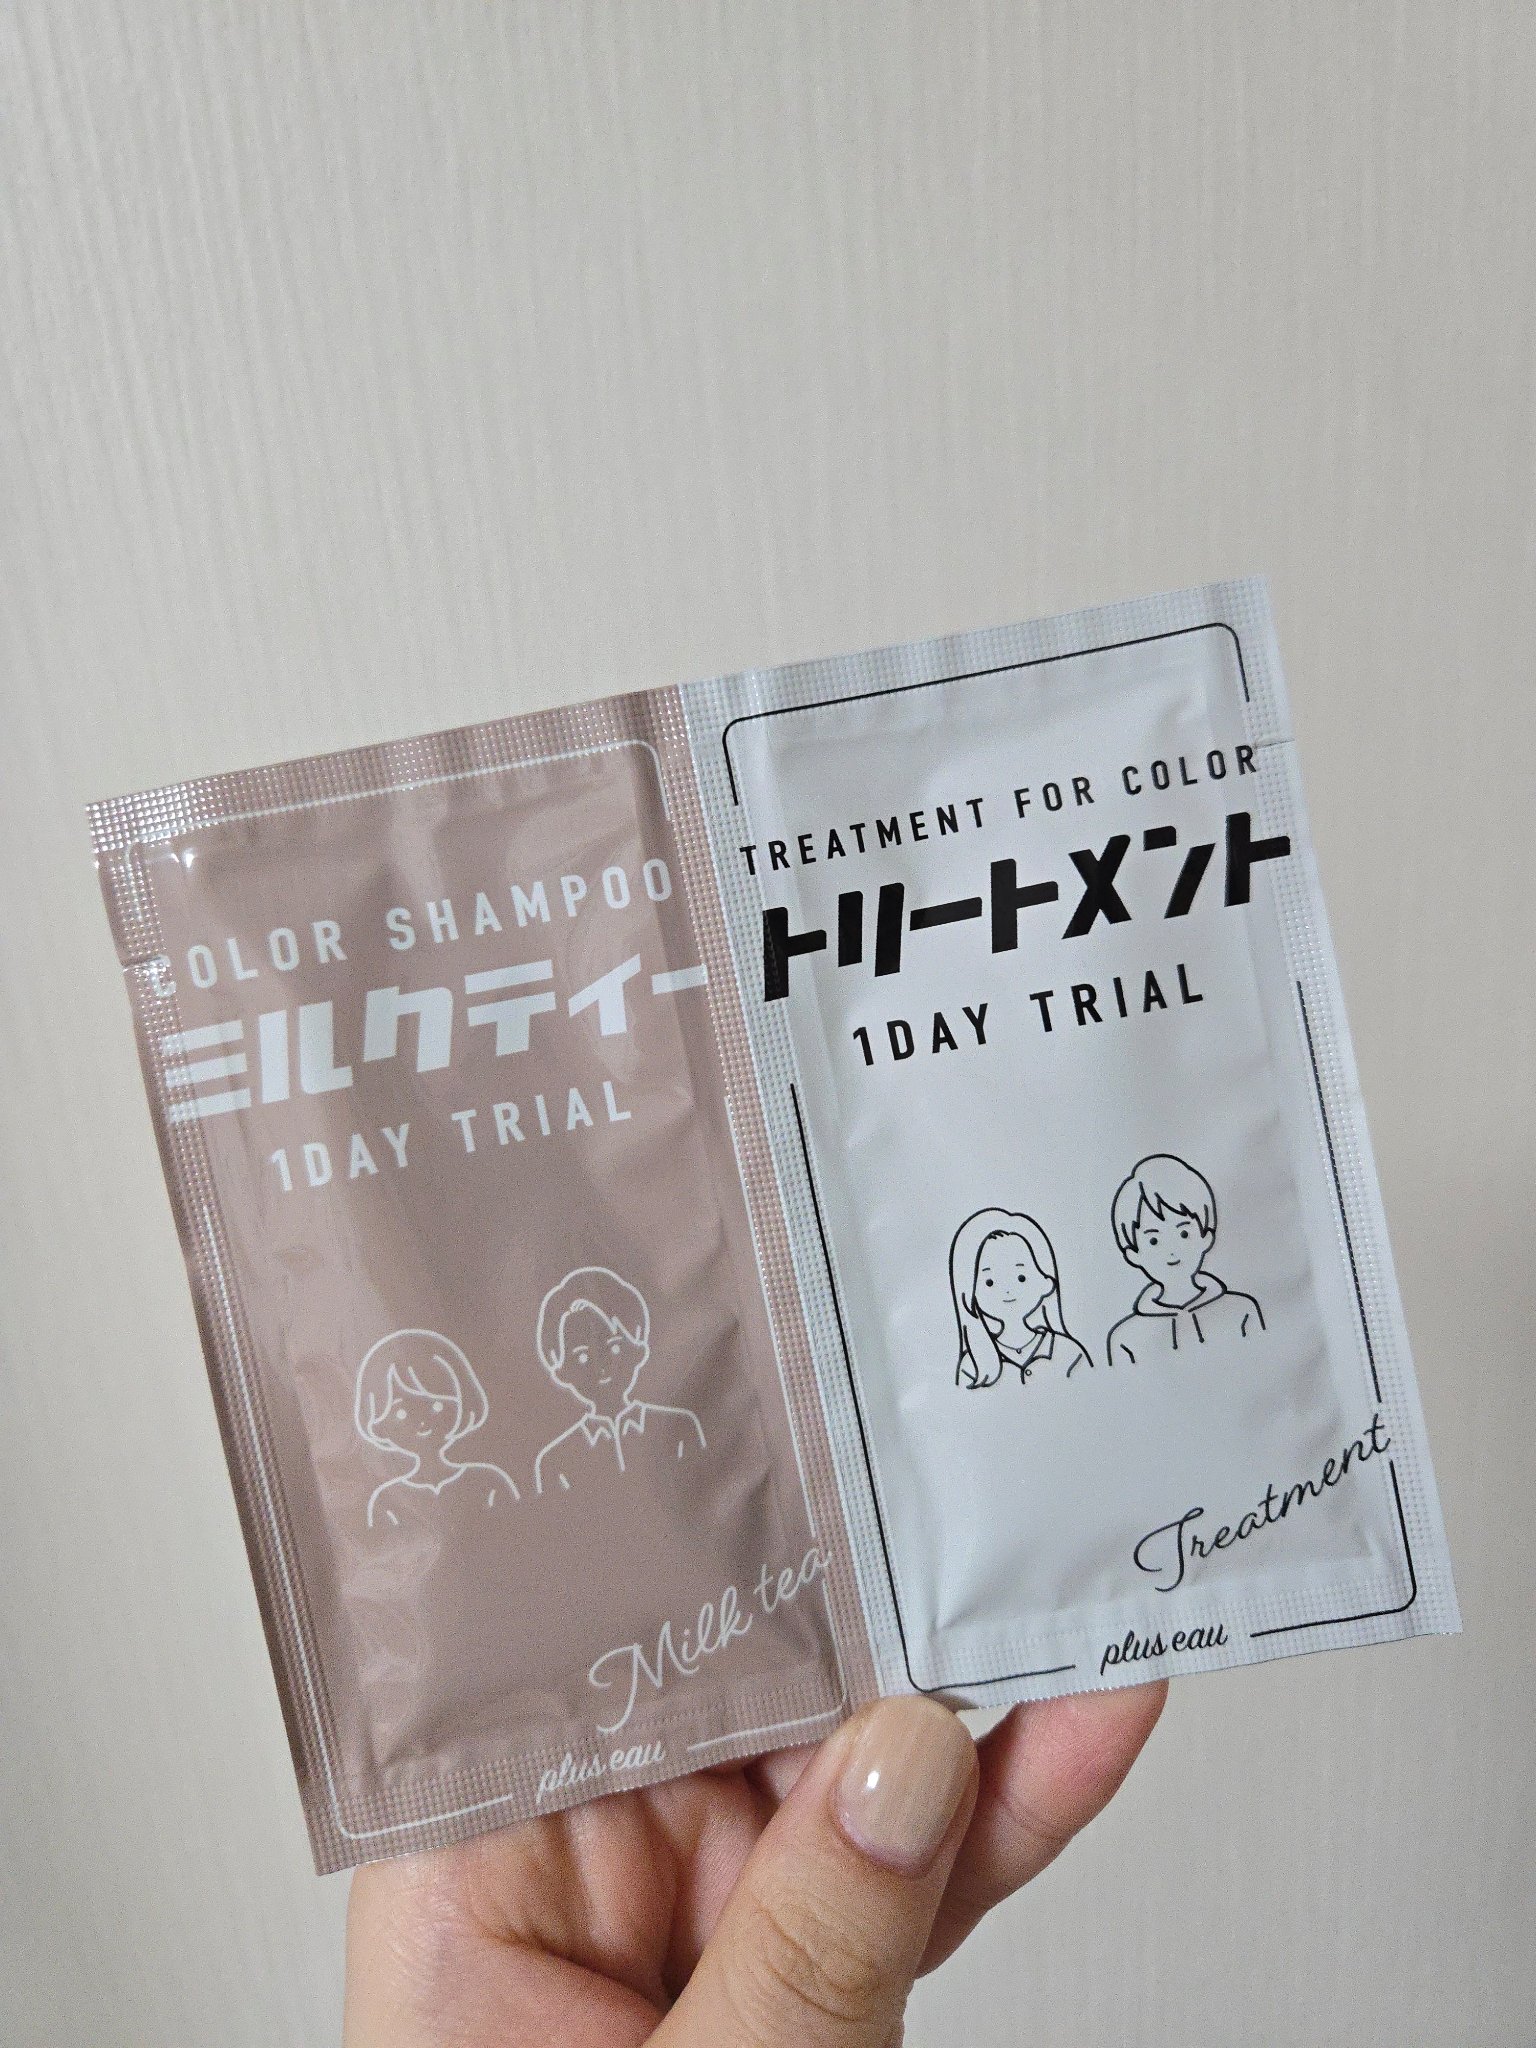 COLOR SHAMPOO
ミルクティー
1DAY TRIAL
Milk tea
plus eau
TREATMENT FOR COLOR
トリートメント
1DAY TRIAL
Treatment
plus eau